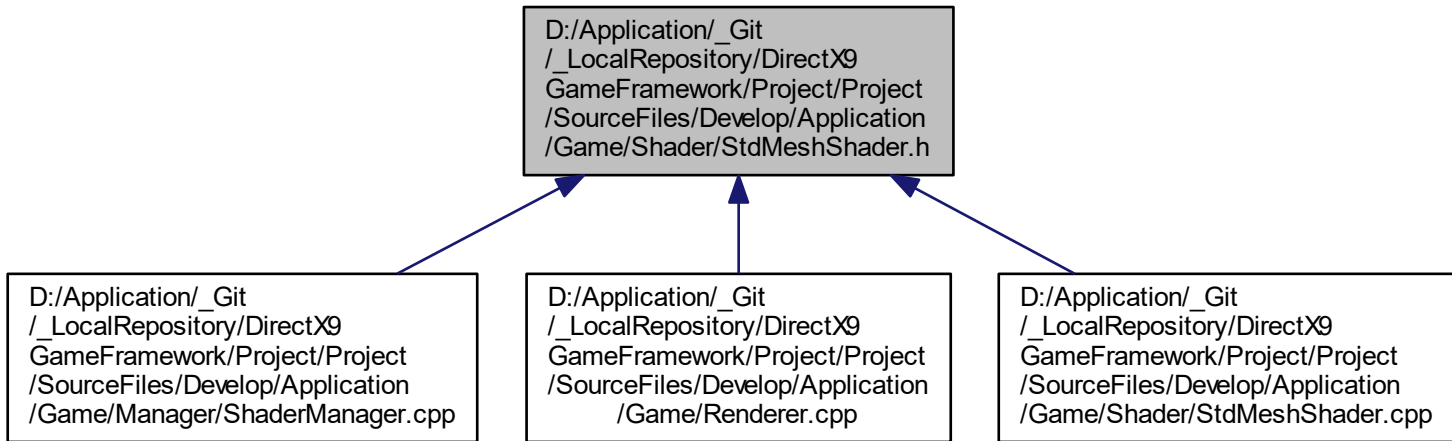 D:/Application/_Git
/_LocalRepository/DirectX9
GameFramework/Project/Project
/SourceFiles/Develop/Application
/Game/Shader/StdMeshShader.h
D:/Application/_Git
/_LocalRepository/DirectX9
GameFramework/Project/Project
/SourceFiles/Develop/Application
/Game/Manager/ShaderManager.cpp
D:/Application/_Git
/_LocalRepository/DirectX9
GameFramework/Project/Project
/SourceFiles/Develop/Application
/Game/Renderer.cpp
D:/Application/_Git
/_LocalRepository/DirectX9
GameFramework/Project/Project
/SourceFiles/Develop/Application
/Game/Shader/StdMeshShader.cpp